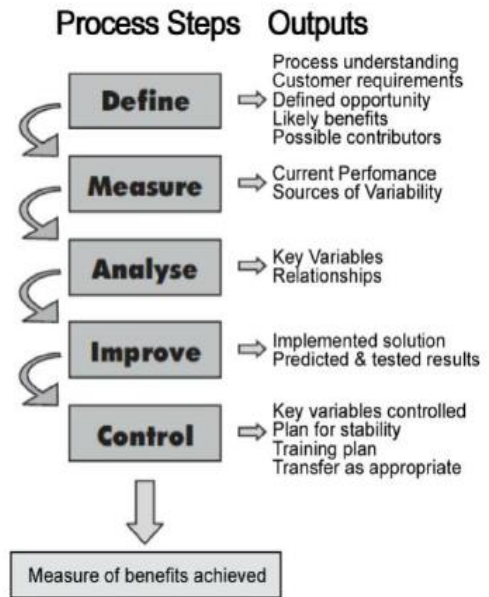 Process Steps Outputs
Define
Process understanding
Customer requirements
Defined opportunity
Likely benefits
Possible contributors
Measure
Current Perfomance
Sources of Variability
Analyse
Key Variables
Relationships
Improve
Implemented solution
Predicted & tested results
Control
Key variables controlled
Plan for stability
Training plan
Transfer as appropriate
Measure of benefits achieved